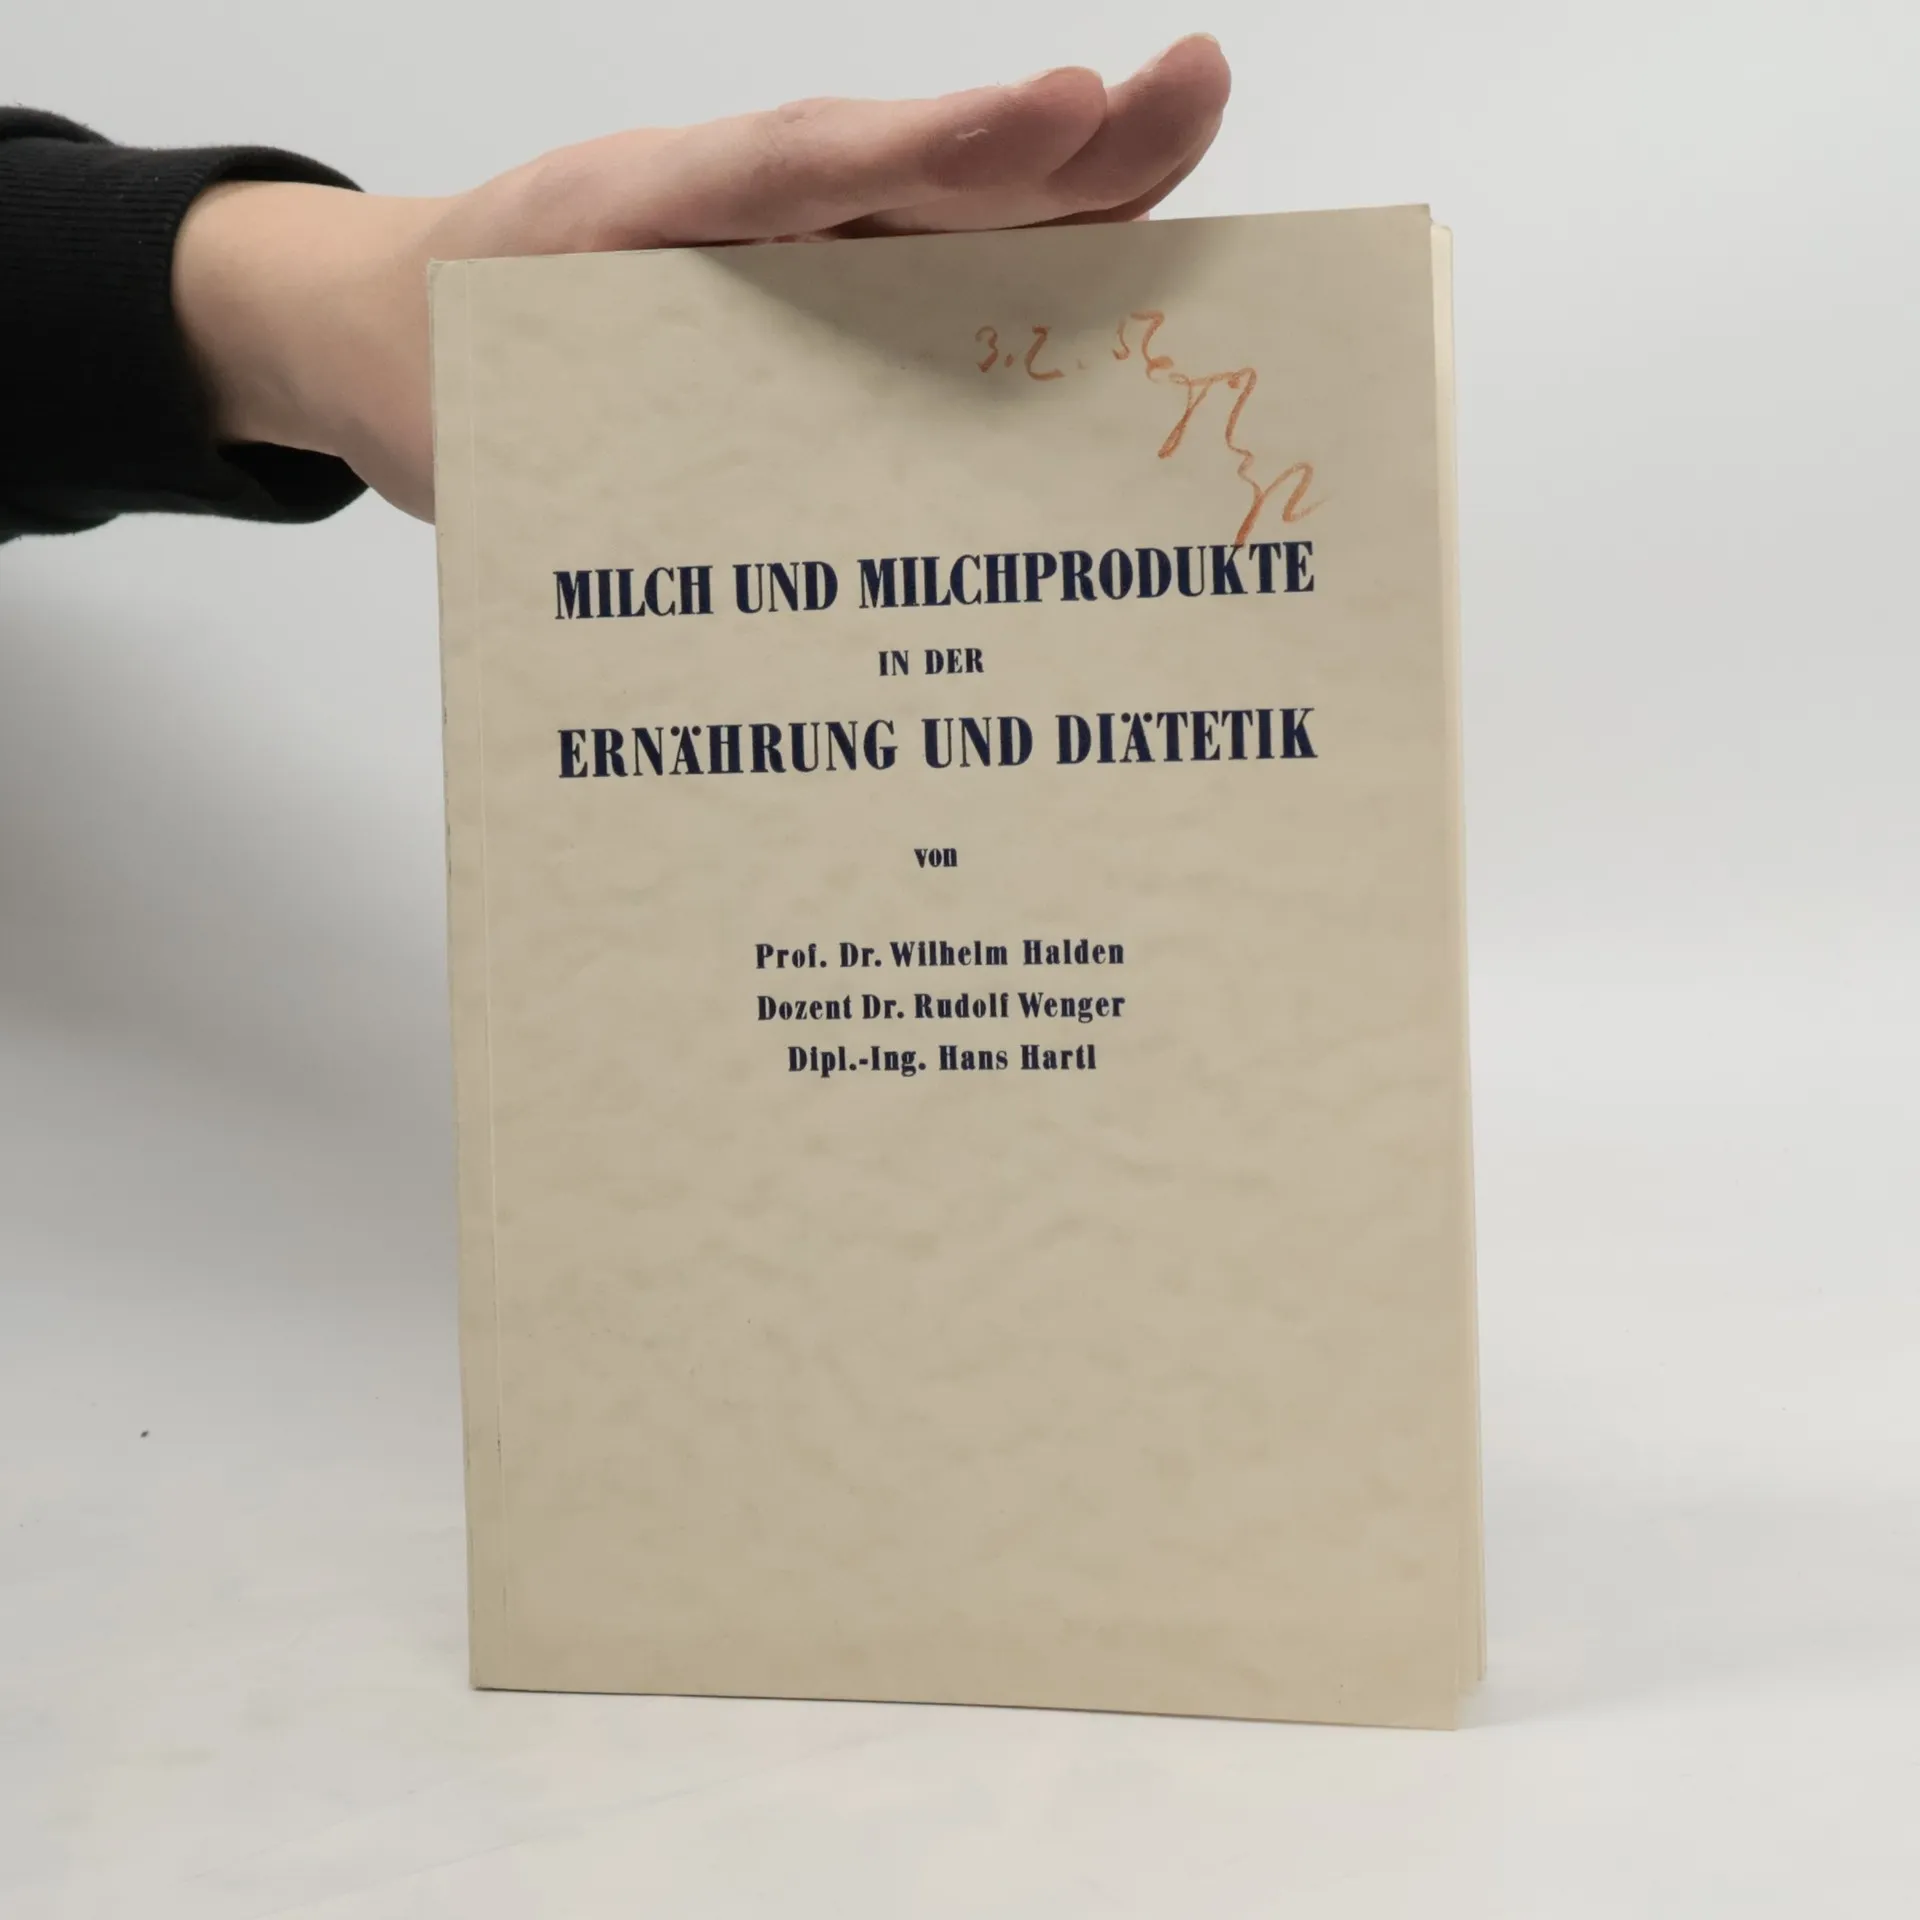 3.2.56
MILCH UND MILCHPRODUKTE
IN DER
ERNÄHRUNG UND DIÄTETIK
von
Prof. Dr. Wilhelm Halden
Dozent Dr. Rudolf Wenger
Dipl.-Ing. Hans Hartl